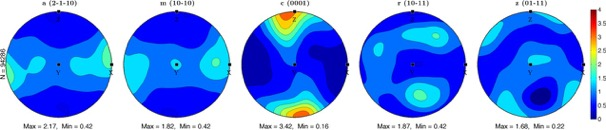 a (2-1-10)
m (10-10)
c (0001)
r (10-11)
z (01-11)
N = 94286
Z
Y
X
Z
Y
X
Z
Y
X
Z
Y
X
Z
Y
X
4
3.5
3
2.5
2
1.5
1
0.5
0
Max = 2.17, Min = 0.42
Max = 1.82, Min = 0.42
Max = 3.42, Min = 0.16
Max = 1.87, Min = 0.42
Max = 1.68, Min = 0.22